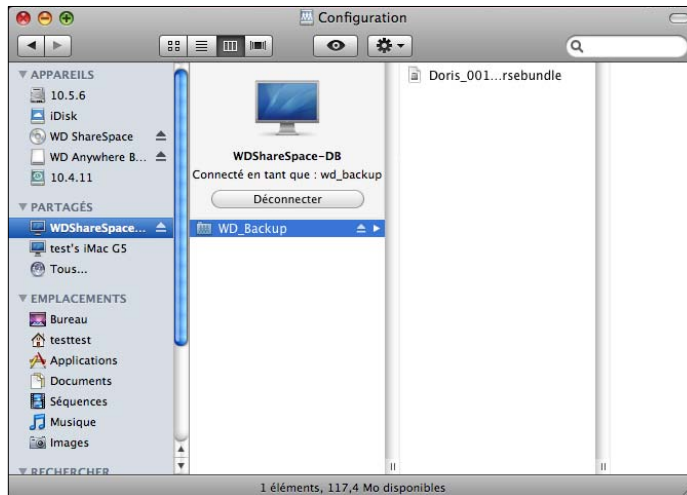 Configuration
APPAREILS
10.5.6
iDisk
WD ShareSpace
WD Anywhere B...
10.4.11
PARTAGÉS
WDShareSpace...
test's iMac G5
Tous...
EMPLACEMENTS
Bureau
testtest
Applications
Documents
Séquences
Musique
Images
RECHERCHER
WDShareSpace-DB
Connecté en tant que : wd_backup
Déconnecter
WD_Backup
Doris_001...rsebundle
1 éléments, 117,4 Mo disponibles